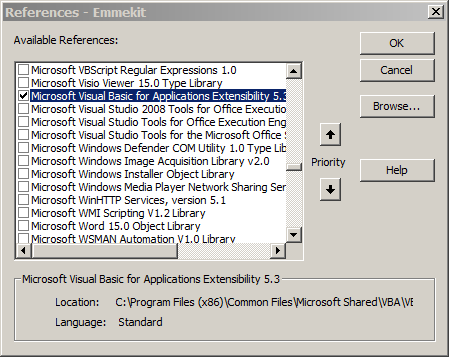 References - Emmekit
Available References:
OK
Cancel
Browse...
Help
Priority
Microsoft VBScript Regular Expressions 1.0
Microsoft Visio Viewer 15.0 Type Library
Microsoft Visual Basic for Applications Extensibility 5.3
Microsoft Visual Studio 2008 Tools for Office Execution
Microsoft Visual Studio Tools for Office Execution Eng
Microsoft Visual Studio Tools for the Microsoft Office S
Microsoft Windows Defender COM Utility 1.0 Type Lib
Microsoft Windows Image Acquisition Library v2.0
Microsoft Windows Installer Object Library
Microsoft Windows Media Player Network Sharing Ser
Microsoft WinHTTP Services, version 5.1
Microsoft WMI Scripting V1.2 Library
Microsoft Word 15.0 Object Library
Microsoft WSMAN Automation V1.0 Library
Microsoft Visual Basic for Applications Extensibility 5.3
Location: C:\Program Files (x86)\Common Files\Microsoft Shared\VBA\VE
Language: Standard